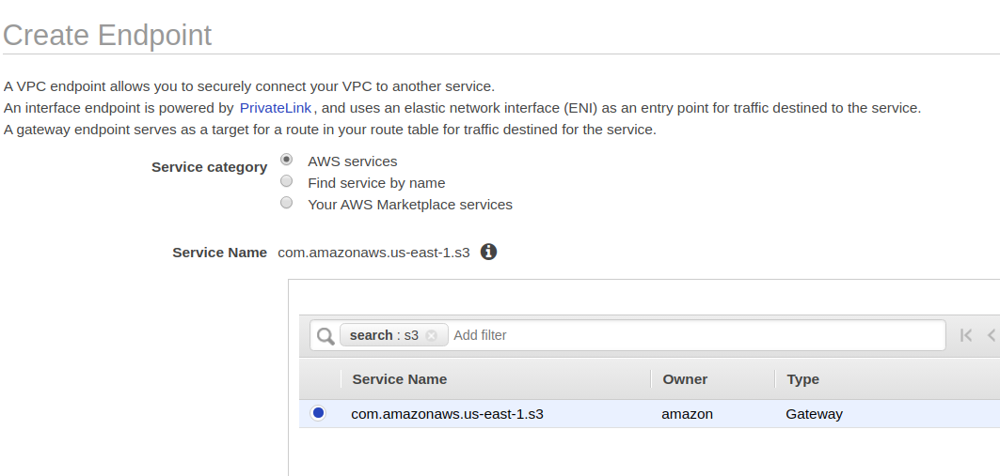 Create Endpoint
A VPC endpoint allows you to securely connect your VPC to another service.
An interface endpoint is powered by PrivateLink, and uses an elastic network interface (ENI) as an entry point for traffic destined to the service.
A gateway endpoint serves as a target for a route in your route table for traffic destined for the service.
Service category
AWS services
Find service by name
Your AWS Marketplace services
Service Name com.amazonaws.us-east-1.s3
search : s3 Add filter
Service Name Owner Type
com.amazonaws.us-east-1.s3 amazon Gateway